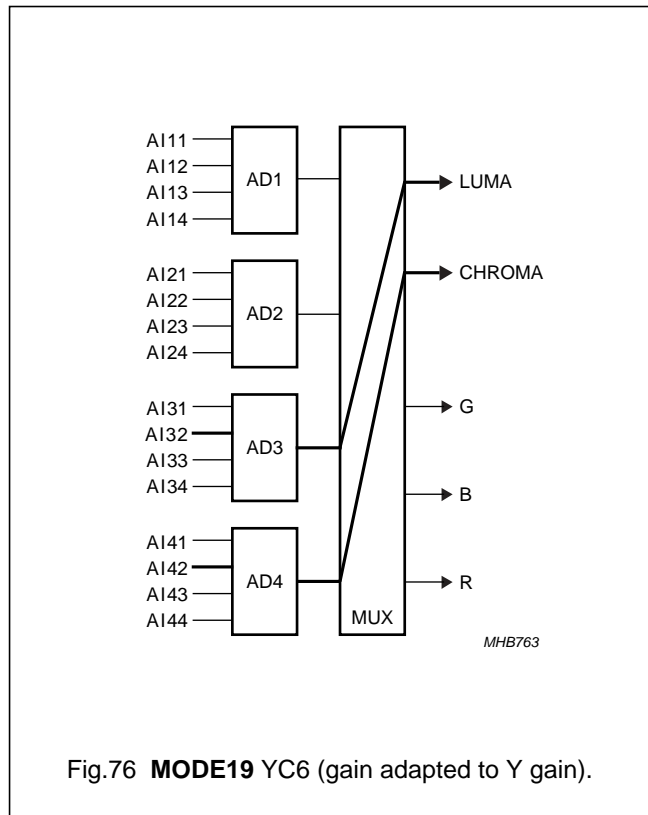 AI11
AI12
AI13
AI14
AD1
LUMA
CHROMA
AI21
AI22
AI23
AI24
AD2
AI31
AI32
AI33
AI34
AD3
G
B
AI41
AI42
AI43
AI44
AD4
R
MUX
MHB763
Fig.76 MODE19 YC6 (gain adapted to Y gain).